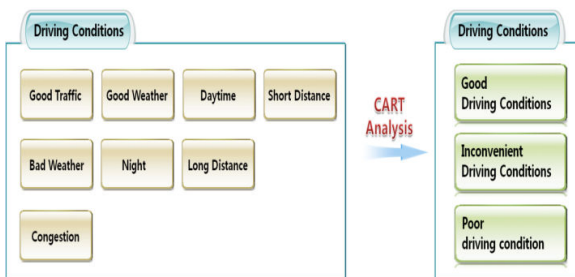 Driving Conditions
Good Traffic
Good Weather
Daytime
Short Distance
Bad Weather
Night
Long Distance
Congestion
CART
Analysis
Driving Conditions
Good
Driving Conditions
Inconvenient
Driving Conditions
Poor
driving condition